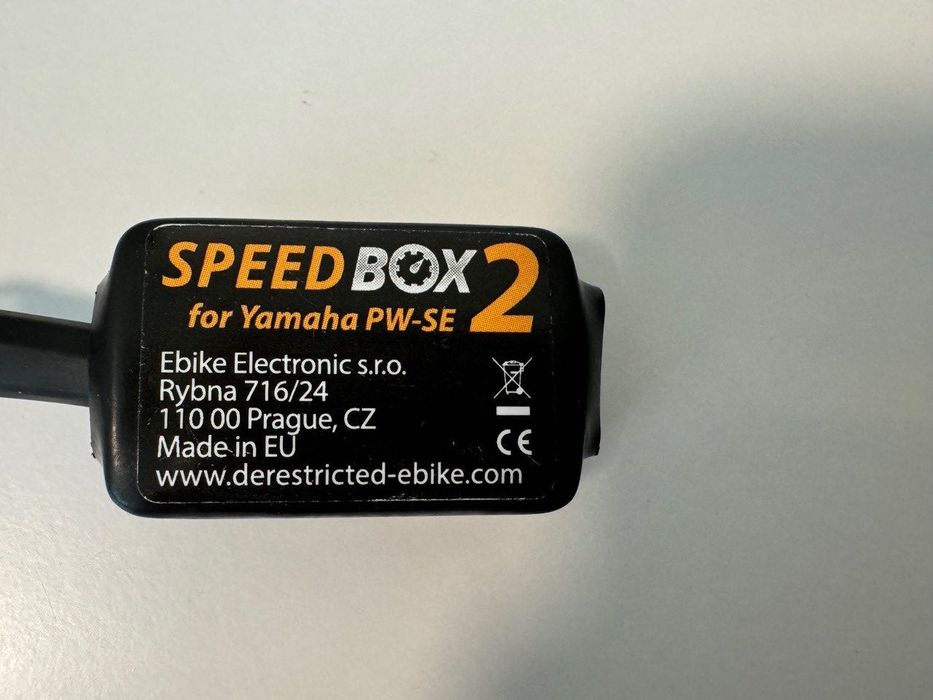 SPEEDBOX 2
for Yamaha PW-SE
Ebike Electronic s.r.o.
Rybna 716/24
110 00 Prague, CZ
Made in EU
CE
www.derestricted-ebike.com